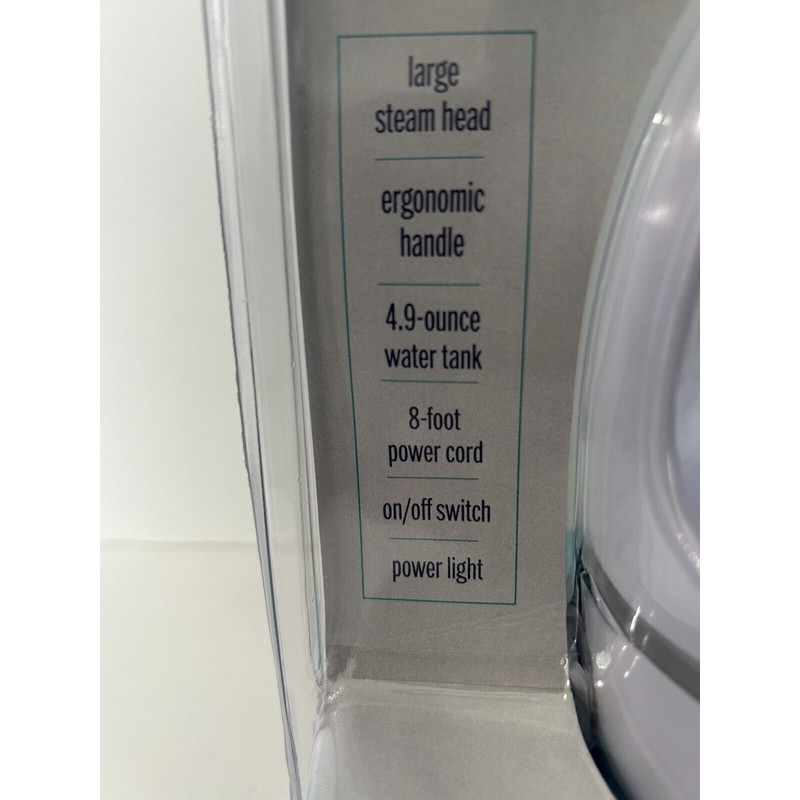 large
steam head
ergonomic
handle
4.9-ounce
water tank
8-foot
power cord
on/off switch
power light